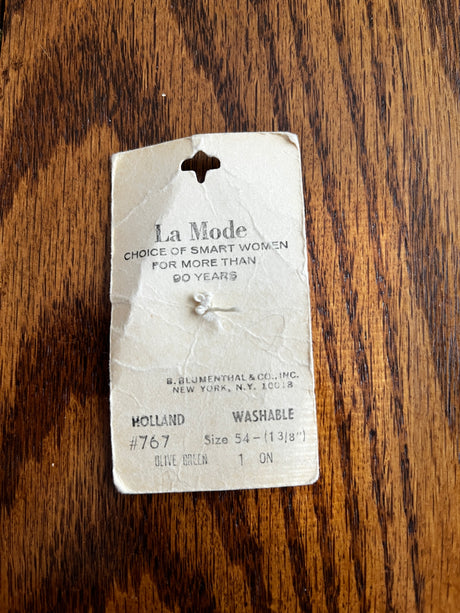 La Mode
CHOICE OF SMART WOMEN
FOR MORE THAN
90 YEARS
B. BLUMENTHAL & CO., INC.
NEW YORK, N.Y. 10018
HOLLAND WASHABLE
#767 Size 54-(1 3/8")
OLIVE GREEN 1 ON